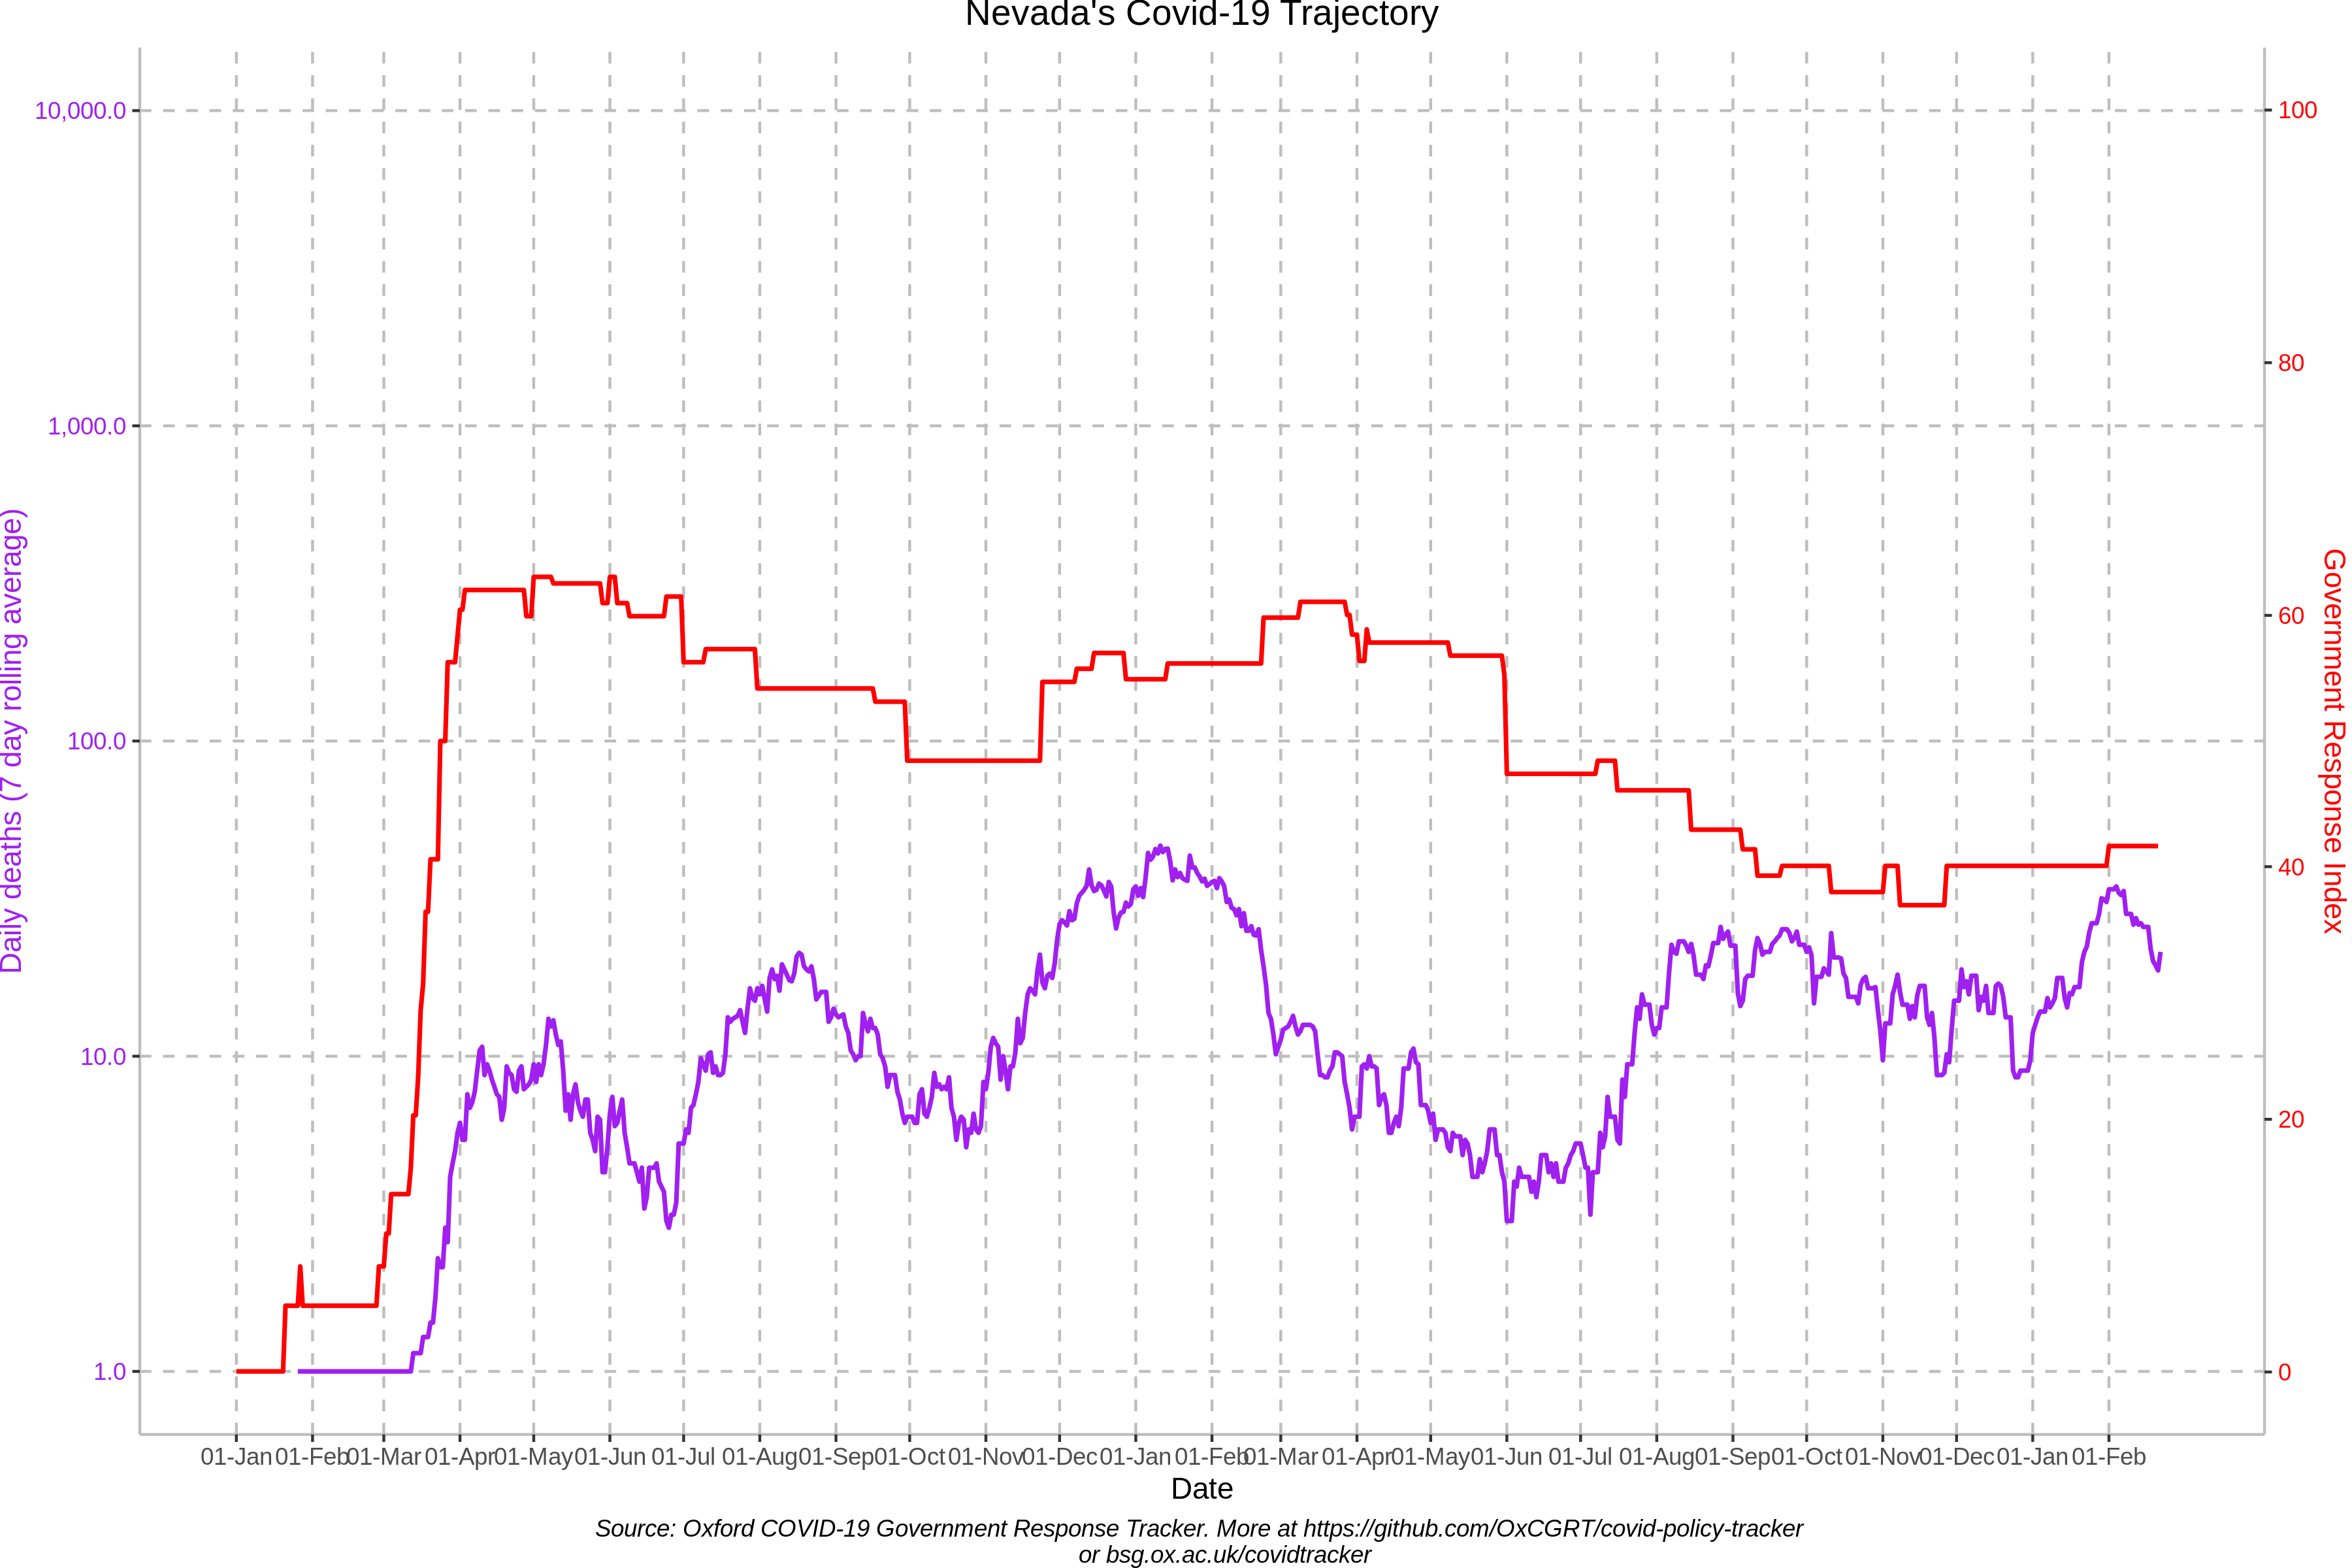 Nevada's Covid-19 Trajectory
10,000.0
1,000.0
100.0
10.0
1.0
Daily deaths (7 day rolling average)
100
80
60
40
20
0
Government Response Index
01-Jan 01-Feb 01-Mar 01-Apr 01-May 01-Jun 01-Jul 01-Aug 01-Sep 01-Oct 01-Nov 01-Dec 01-Jan 01-Feb 01-Mar 01-Apr 01-May 01-Jun 01-Jul 01-Aug 01-Sep 01-Oct 01-Nov 01-Dec 01-Jan 01-Feb
Date
Source: Oxford COVID-19 Government Response Tracker. More at https://github.com/OxCGRT/covid-policy-tracker
or bsg.ox.ac.uk/covidtracker